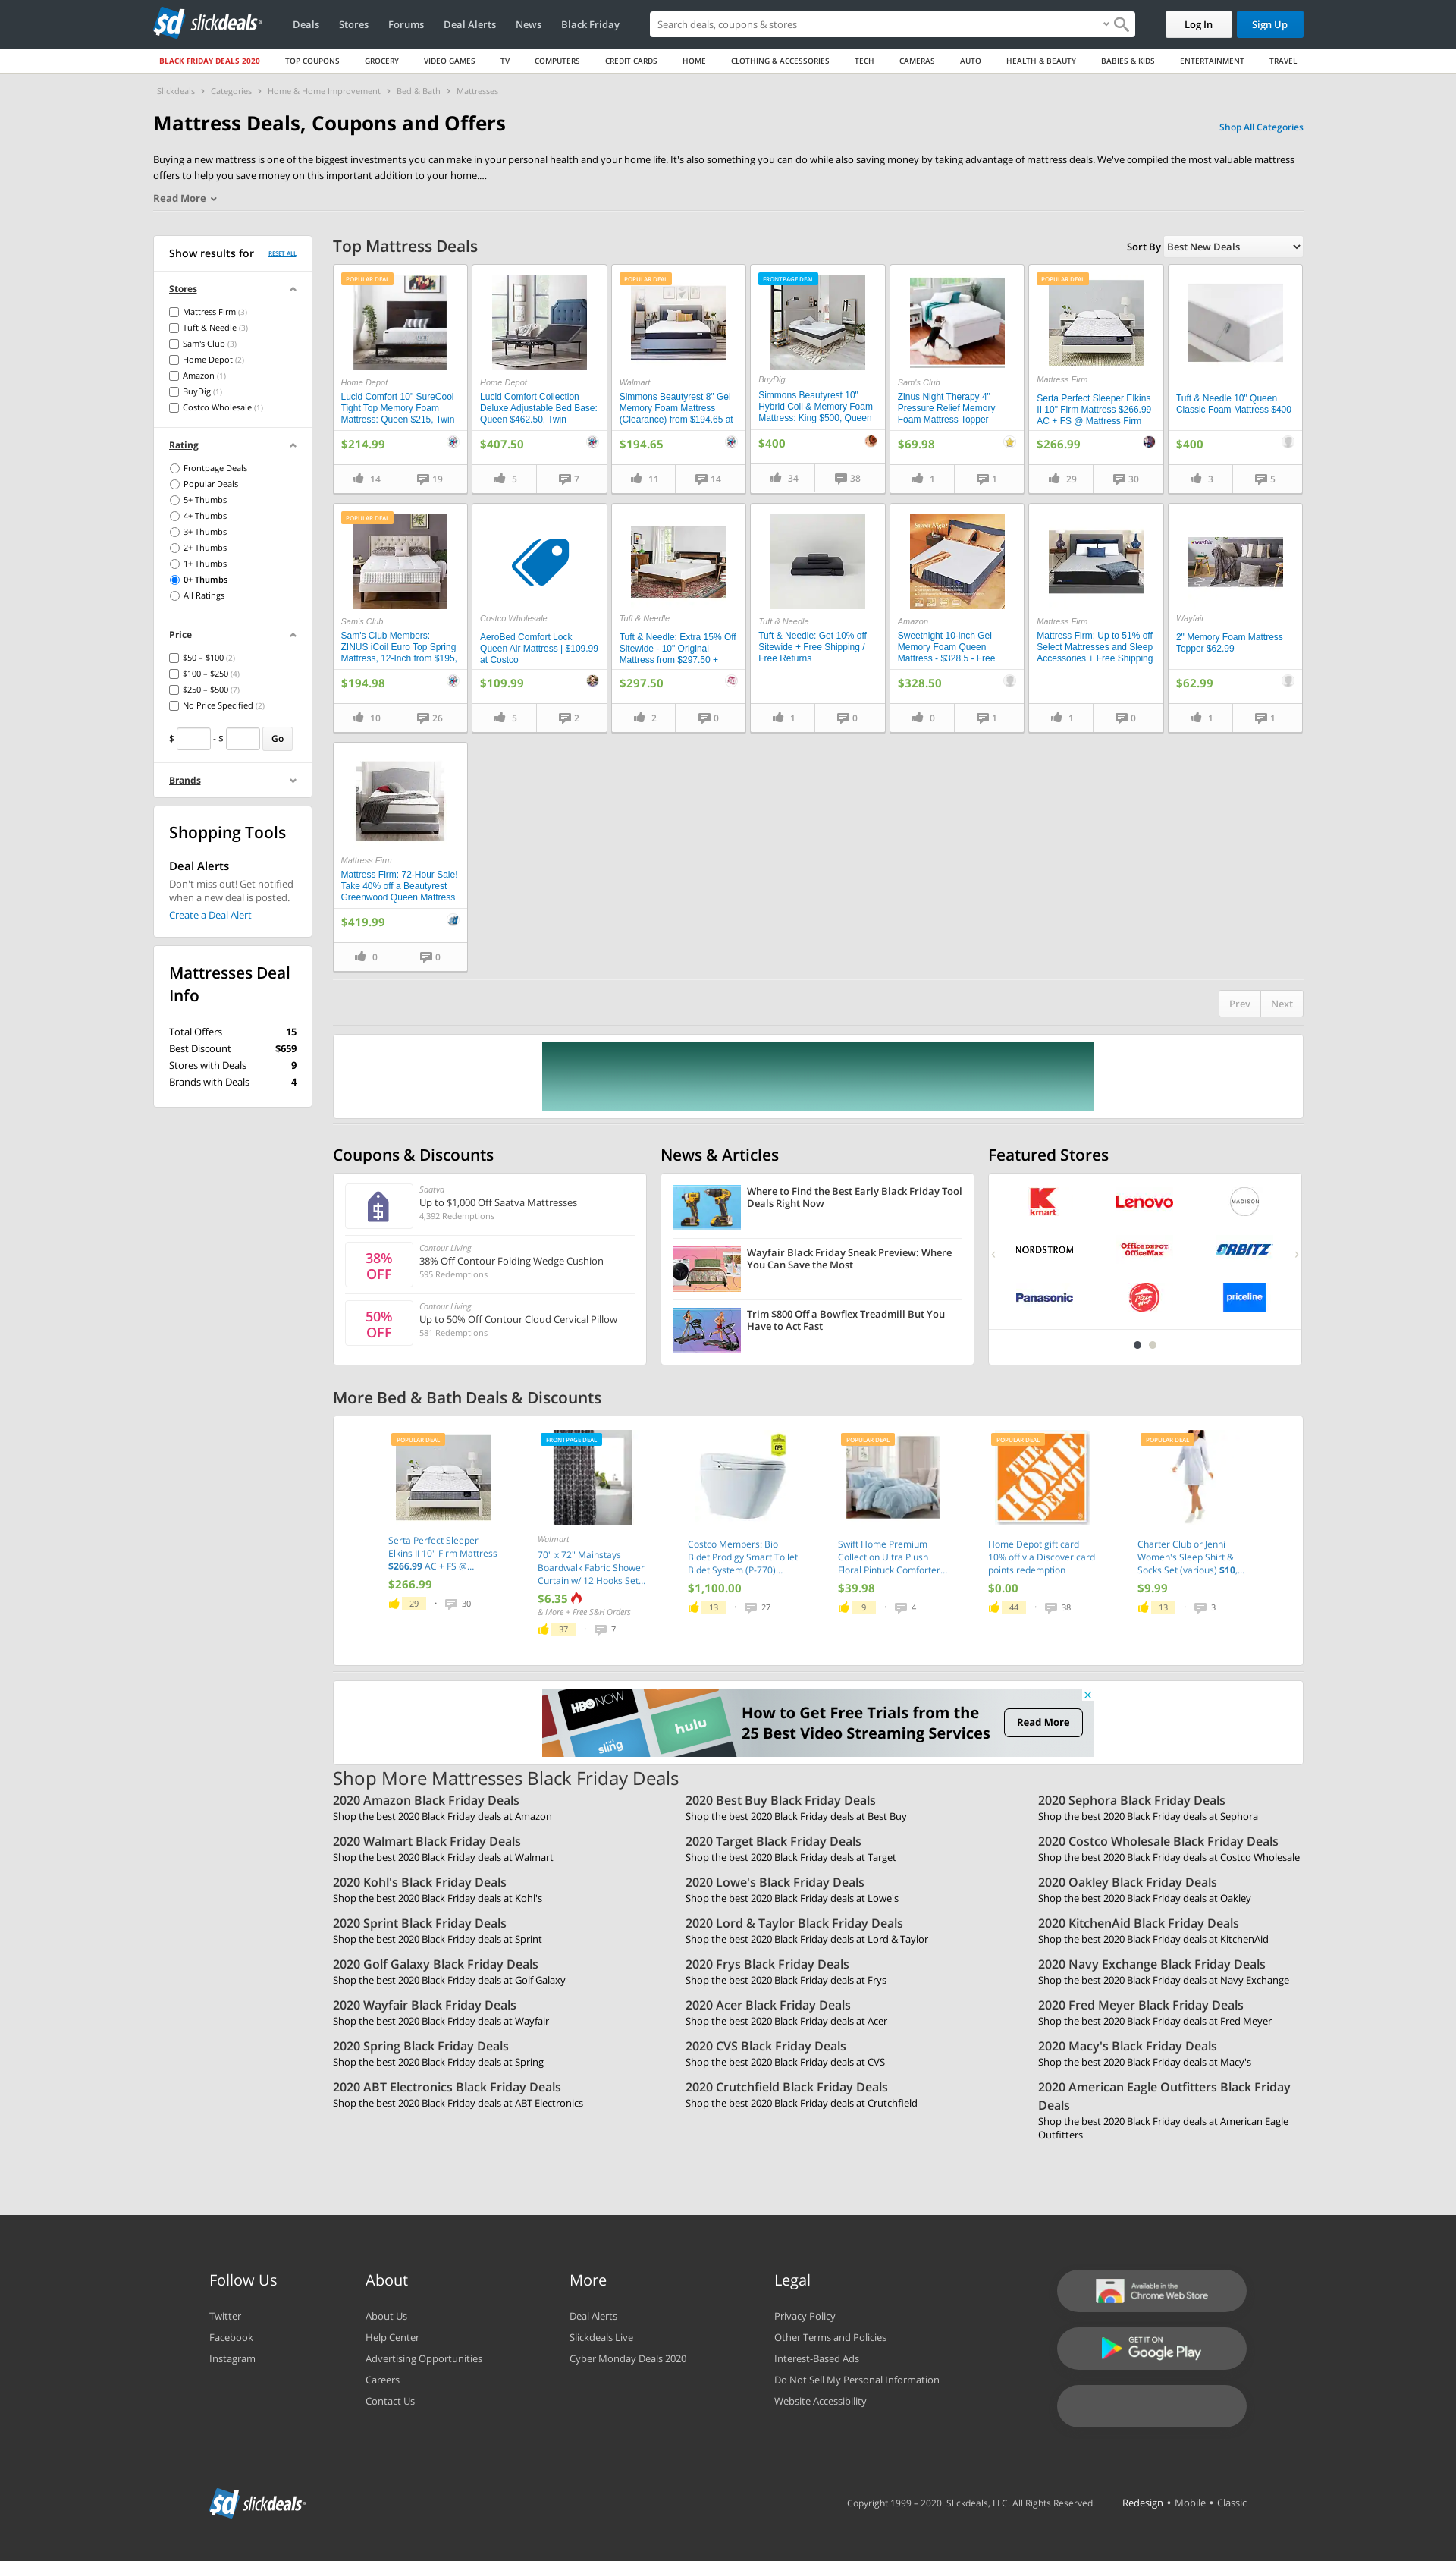 sd slickdeals
Deals
Stores
Forums
Deal Alerts
News
Black Friday
Search deals, coupons & stores
Log In
Sign Up
BLACK FRIDAY DEALS 2020
TOP COUPONS
GROCERY
VIDEO GAMES
TV
COMPUTERS
CREDIT CARDS
HOME
CLOTHING & ACCESSORIES
TECH
CAMERAS
AUTO
HEALTH & BEAUTY
BABIES & KIDS
ENTERTAINMENT
TRAVEL
Slickdeals › Categories › Home & Home Improvement › Bed & Bath › Mattresses
Mattress Deals, Coupons and Offers
Shop All Categories
Buying a new mattress is one of the biggest investments you can make in your personal health and your home life. It's also something you can do while also saving money by taking advantage of mattress deals. We've compiled the most valuable mattress
offers to help you save money on this important addition to your home....
Read More
Show results for
RESET ALL
Stores
Mattress Firm (3)
Tuft & Needle (3)
Sam's Club (3)
Home Depot (2)
Amazon (1)
BuyDig (1)
Costco Wholesale (1)
Rating
Frontpage Deals
Popular Deals
5+ Thumbs
4+ Thumbs
3+ Thumbs
2+ Thumbs
1+ Thumbs
0+ Thumbs
All Ratings
Price
$50 – $100 (2)
$100 – $250 (4)
$250 – $500 (7)
No Price Specified (2)
$ - $ Go
Brands
Shopping Tools
Deal Alerts
Don't miss out! Get notified
when a new deal is posted.
Create a Deal Alert
Mattresses Deal
Info
Total Offers 15
Best Discount $659
Stores with Deals 9
Brands with Deals 4
Top Mattress Deals
Sort By Best New Deals
POPULAR DEAL
Home Depot
Lucid Comfort 10" SureCool
Tight Top Memory Foam
Mattress: Queen $215, Twin
$214.99
14 19
Home Depot
Lucid Comfort Collection
Deluxe Adjustable Bed Base:
Queen $462.50, Twin
$407.50
5 7
POPULAR DEAL
Walmart
Simmons Beautyrest 8" Gel
Memory Foam Mattress
(Clearance) from $194.65 at
$194.65
11 14
FRONTPAGE DEAL
BuyDig
Simmons Beautyrest 10"
Hybrid Coil & Memory Foam
Mattress: King $500, Queen
$400
34 38
Sam's Club
Zinus Night Therapy 4"
Pressure Relief Memory
Foam Mattress Topper
$69.98
1 1
POPULAR DEAL
Mattress Firm
Serta Perfect Sleeper Elkins
II 10" Firm Mattress $266.99
AC + FS @ Mattress Firm
$266.99
29 30
Tuft & Needle 10" Queen
Classic Foam Mattress $400
$400
3 5
POPULAR DEAL
Sam's Club
Sam's Club Members:
ZINUS iCoil Euro Top Spring
Mattress, 12-Inch from $195,
$194.98
10 26
Costco Wholesale
AeroBed Comfort Lock
Queen Air Mattress | $109.99
at Costco
$109.99
5 2
Tuft & Needle
Tuft & Needle: Extra 15% Off
Sitewide - 10" Original
Mattress from $297.50 +
$297.50
2 0
Tuft & Needle
Tuft & Needle: Get 10% off
Sitewide + Free Shipping /
Free Returns
1 0
Sweet Night
Amazon
Sweetnight 10-inch Gel
Memory Foam Queen
Mattress - $328.5 - Free
$328.50
0 1
Mattress Firm
Mattress Firm: Up to 51% off
Select Mattresses and Sleep
Accessories + Free Shipping
1 0
wayfair
Wayfair
2" Memory Foam Mattress
Topper $62.99
$62.99
1 1
Mattress Firm
Mattress Firm: 72-Hour Sale!
Take 40% off a Beautyrest
Greenwood Queen Mattress
$419.99
0 0
Prev Next
Coupons & Discounts
Saatva
Up to $1,000 Off Saatva Mattresses
4,392 Redemptions
38%
OFF
Contour Living
38% Off Contour Folding Wedge Cushion
595 Redemptions
50%
OFF
Contour Living
Up to 50% Off Contour Cloud Cervical Pillow
581 Redemptions
News & Articles
Where to Find the Best Early Black Friday Tool
Deals Right Now
Wayfair Black Friday Sneak Preview: Where
You Can Save the Most
Trim $800 Off a Bowflex Treadmill But You
Have to Act Fast
Featured Stores
K kmart
Lenovo
MADISON
NORDSTROM
Office DEPOT
OfficeMax
ORBITZ
Panasonic
Pizza Hut
priceline
More Bed & Bath Deals & Discounts
POPULAR DEAL
Serta Perfect Sleeper
Elkins II 10" Firm Mattress
$266.99 AC + FS @...
$266.99
29 · 30
FRONTPAGE DEAL
Walmart
70" x 72" Mainstays
Boardwalk Fabric Shower
Curtain w/ 12 Hooks Set...
$6.35
& More + Free S&H Orders
37 · 7
Costco Members: Bio
Bidet Prodigy Smart Toilet
Bidet System (P-770)...
$1,100.00
13 · 27
POPULAR DEAL
Swift Home Premium
Collection Ultra Plush
Floral Pintuck Comforter...
$39.98
9 · 4
POPULAR DEAL
THE HOME DEPOT
Home Depot gift card
10% off via Discover card
points redemption
$0.00
44 · 38
POPULAR DEAL
Charter Club or Jenni
Women's Sleep Shirt &
Socks Set (various) $10,...
$9.99
13 · 3
HBO NOW
hulu
sling
How to Get Free Trials from the
25 Best Video Streaming Services
Read More
Shop More Mattresses Black Friday Deals
2020 Amazon Black Friday Deals
Shop the best 2020 Black Friday deals at Amazon
2020 Best Buy Black Friday Deals
Shop the best 2020 Black Friday deals at Best Buy
2020 Sephora Black Friday Deals
Shop the best 2020 Black Friday deals at Sephora
2020 Walmart Black Friday Deals
Shop the best 2020 Black Friday deals at Walmart
2020 Target Black Friday Deals
Shop the best 2020 Black Friday deals at Target
2020 Costco Wholesale Black Friday Deals
Shop the best 2020 Black Friday deals at Costco Wholesale
2020 Kohl's Black Friday Deals
Shop the best 2020 Black Friday deals at Kohl's
2020 Lowe's Black Friday Deals
Shop the best 2020 Black Friday deals at Lowe's
2020 Oakley Black Friday Deals
Shop the best 2020 Black Friday deals at Oakley
2020 Sprint Black Friday Deals
Shop the best 2020 Black Friday deals at Sprint
2020 Lord & Taylor Black Friday Deals
Shop the best 2020 Black Friday deals at Lord & Taylor
2020 KitchenAid Black Friday Deals
Shop the best 2020 Black Friday deals at KitchenAid
2020 Golf Galaxy Black Friday Deals
Shop the best 2020 Black Friday deals at Golf Galaxy
2020 Frys Black Friday Deals
Shop the best 2020 Black Friday deals at Frys
2020 Navy Exchange Black Friday Deals
Shop the best 2020 Black Friday deals at Navy Exchange
2020 Wayfair Black Friday Deals
Shop the best 2020 Black Friday deals at Wayfair
2020 Acer Black Friday Deals
Shop the best 2020 Black Friday deals at Acer
2020 Fred Meyer Black Friday Deals
Shop the best 2020 Black Friday deals at Fred Meyer
2020 Spring Black Friday Deals
Shop the best 2020 Black Friday deals at Spring
2020 CVS Black Friday Deals
Shop the best 2020 Black Friday deals at CVS
2020 Macy's Black Friday Deals
Shop the best 2020 Black Friday deals at Macy's
2020 ABT Electronics Black Friday Deals
Shop the best 2020 Black Friday deals at ABT Electronics
2020 Crutchfield Black Friday Deals
Shop the best 2020 Black Friday deals at Crutchfield
2020 American Eagle Outfitters Black Friday
Deals
Shop the best 2020 Black Friday deals at American Eagle
Outfitters
Follow Us
Twitter
Facebook
Instagram
About
About Us
Help Center
Advertising Opportunities
Careers
Contact Us
More
Deal Alerts
Slickdeals Live
Cyber Monday Deals 2020
Legal
Privacy Policy
Other Terms and Policies
Interest-Based Ads
Do Not Sell My Personal Information
Website Accessibility
Available in the
Chrome Web Store
GET IT ON
Google Play
sd slickdeals
Copyright 1999 – 2020. Slickdeals, LLC. All Rights Reserved.
Redesign • Mobile • Classic